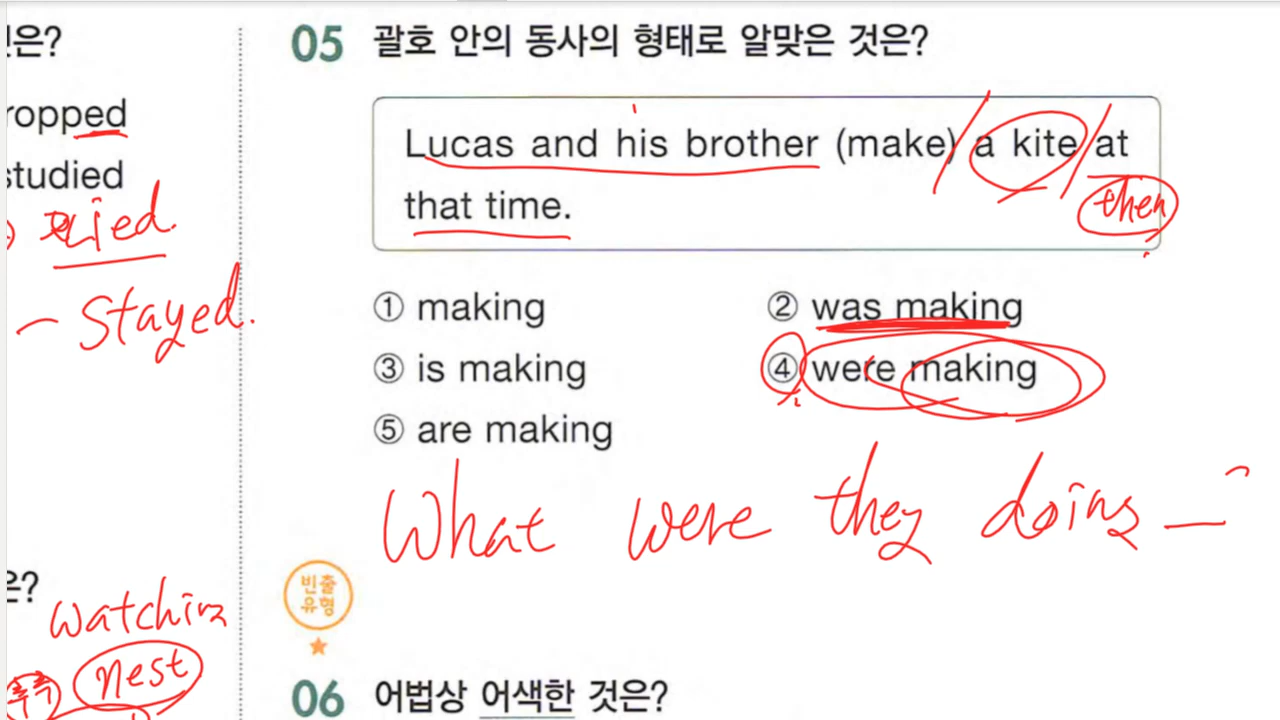 은?
ropped
studied
tried.
- stayed.
은?
watching
nest
05 괄호 안의 동사의 형태로 알맞은 것은?
Lucas and his brother (make) / a kite / at
that time.
then
① making
② was making
③ is making
④ were making
⑤ are making
What were they doing
빈출
유형
06 어법상 어색한 것은?